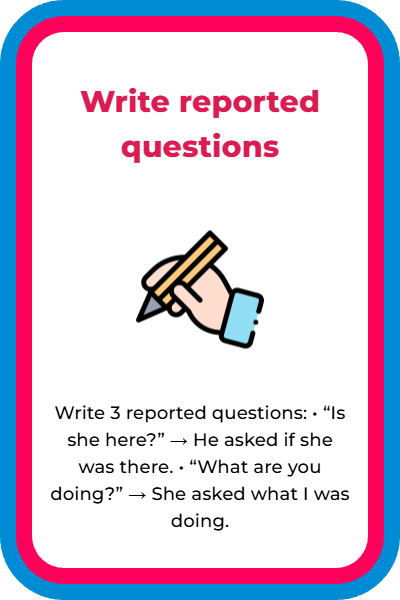 Write reported
questions
Write 3 reported questions: • “Is
she here?” → He asked if she
was there. • “What are you
doing?” → She asked what I was
doing.